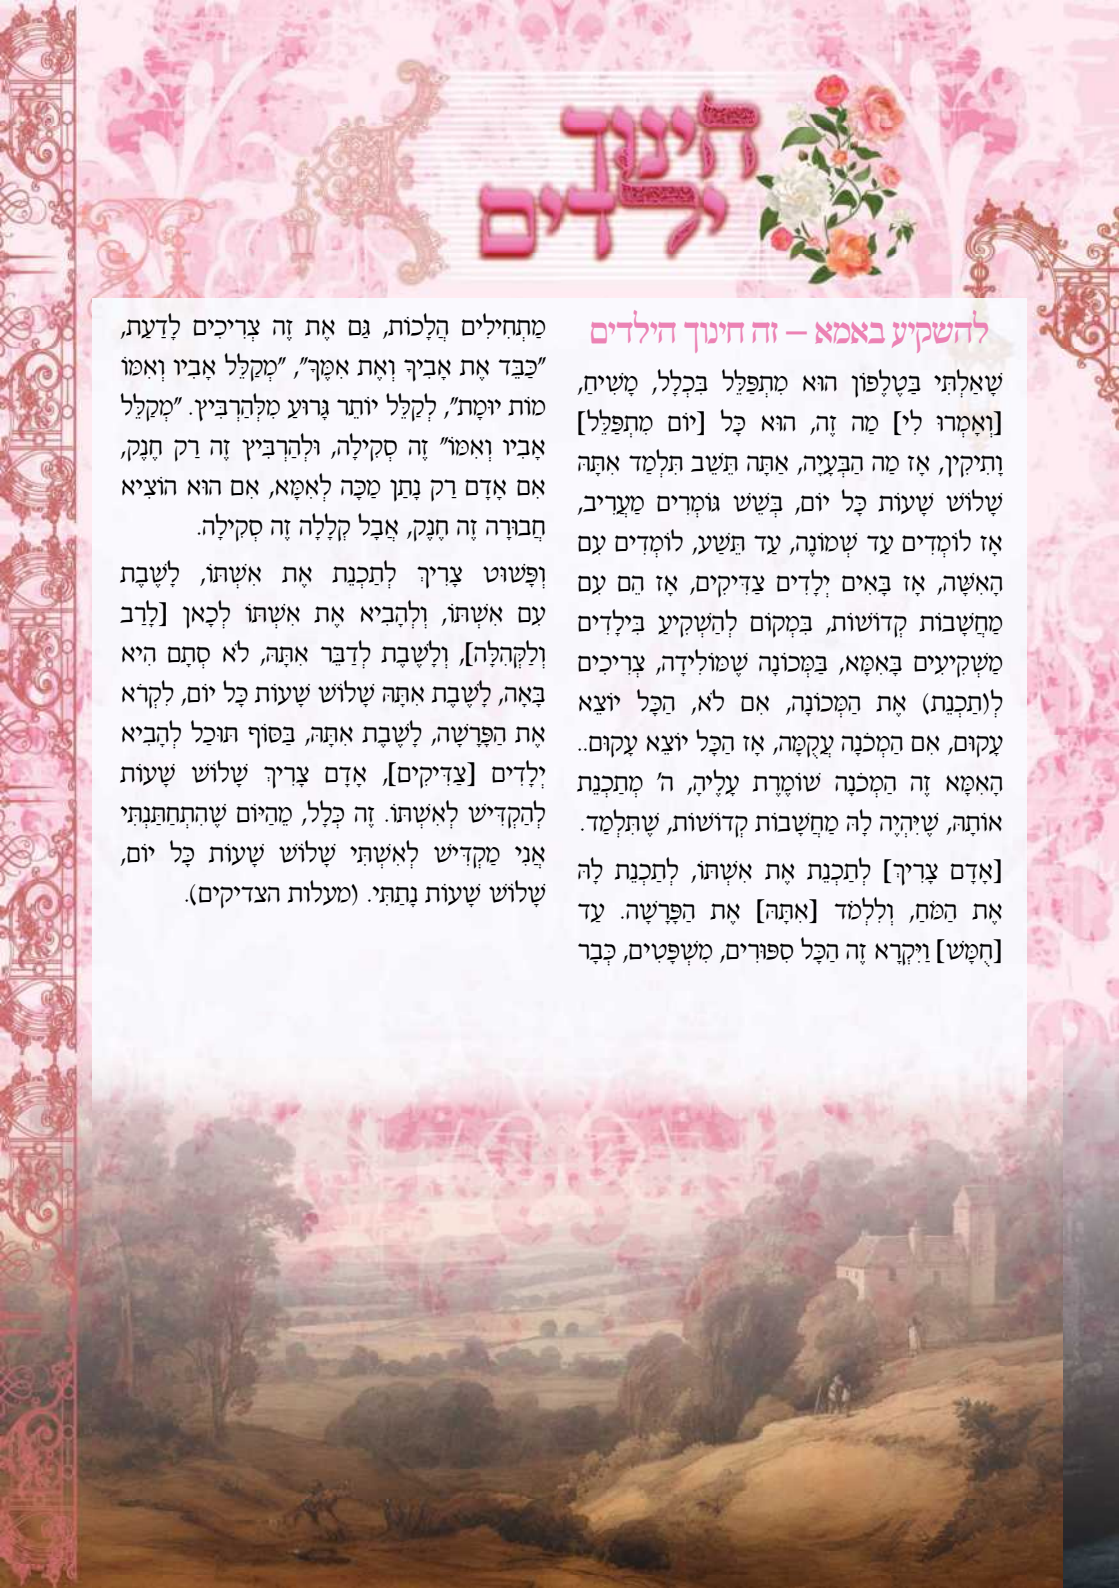 חינוך
ילדים
להשקיע באמא – זה חינוך הילדים
שָׁאַלְתִּי בַּטֶלֶפוֹן הוּא מִתְפַּלֵּל בִּכְלָל, מָשִׁיחַ,
[וְאָמְרוּ לִי] מַה זֶה, הוּא כָּל [יוֹם מִתְפַּלֵּל]
וָתִיקִין, אָז מַה הַבְּעָיָה, אַתָּה תֵּשֵׁב תִּלְמַד אִתָּהּ
שָׁלוֹשׁ שָׁעוֹת כָּל יוֹם, בְּשֵׁשׁ גּוֹמְרִים מַעֲרִיב,
אָז לוֹמְדִים עַד שְׁמוֹנֶה, עַד תֵּשַׁע, לוֹמְדִים עִם
הָאִשָּׁה, אָז בָּאִים יְלָדִים צַדִּיקִים, אָז הֵם עִם
מַחֲשָׁבוֹת קְדוֹשׁוֹת, בִּמְקוֹם לְהַשְׁקִיעַ בִּילָדִים
מַשְׁקִיעִים בָּאִמָּא, בַּמְּכוֹנָה שֶׁמּוֹלִידָה, צְרִיכִים
לְ(תַכְנֵת) אֶת הַמְּכוֹנָה, אִם לֹא, הַכָּל יוֹצֵא
עָקוּם, אִם הַמְכֹנָה עֲקֻמָּה, אָז הַכָּל יוֹצֵא עָקוּם..
הָאִמָּא זֶה הַמְכֹנָה שׁוֹמֶרֶת עָלֶיהָ, ה' מְתַכְנֵת
אוֹתָהּ, שֶׁיִּהְיֶה לָהּ מַחֲשָׁבוֹת קְדוֹשׁוֹת, שֶׁתִּלְמַד.
[אָדָם צָרִיךְ] לְתַכְנֵת אֶת אִשְׁתּוֹ, לְתַכְנֵת לָהּ
אֶת הַמֹּחַ, וְלִלְמֹד [אִתָּהּ] אֶת הַפָּרָשָׁה. עַד
[חֻמָּשׁ] וַיִּקְרָא זֶה הַכָּל סִפּוּרִים, מִשְׁפָּטִים, כְּבָר
מַתְחִילִים הֲלָכוֹת, גַּם אֶת זֶה צְרִיכִים לָדַעַת,
"כַּבֵּד אֶת אָבִיךָ וְאֶת אִמֶּךָ", "מְקַלֵּל אָבִיו וְאִמּוֹ
מוֹת יוּמָת", לְקַלֵּל יוֹתֵר גָּרוּעַ מִלְּהַרְבִּיץ. "מְקַלֵּל
אָבִיו וְאִמּוֹ" זֶה סְקִילָה, וּלְהַרְבִּיץ זֶה רַק חֶנֶק,
אִם אָדָם רַק נָתַן מַכָּה לְאִמָּא, אִם הוּא הוֹצִיא
חַבּוּרָה זֶה חֶנֶק, אֲבָל קְלָלָה זֶה סְקִילָה.
וְפָשׁוּט צָרִיךְ לְתַכְנֵת אֶת אִשְׁתּוֹ, לָשֶׁבֶת
עִם אִשְׁתּוֹ, וּלְהָבִיא אֶת אִשְׁתּוֹ לְכָאן [לָרַב
וְלַקְּהִלָּה], וְלָשֶׁבֶת לְדַבֵּר אִתָּהּ, לֹא סְתָם הִיא
בָּאָה, לָשֶׁבֶת אִתָּהּ שָׁלוֹשׁ שָׁעוֹת כָּל יוֹם, לִקְרֹא
אֶת הַפָּרָשָׁה, לָשֶׁבֶת אִתָּהּ, בַּסּוֹף תּוּכַל לְהָבִיא
יְלָדִים [צַדִּיקִים], אָדָם צָרִיךְ שָׁלוֹשׁ שָׁעוֹת
לְהַקְדִּישׁ לְאִשְׁתּוֹ. זֶה כְּלָל, מֵהַיּוֹם שֶׁהִתְחַתַּנְתִּי
אֲנִי מַקְדִּישׁ לְאִשְׁתִּי שָׁלוֹשׁ שָׁעוֹת כָּל יוֹם,
שָׁלוֹשׁ שָׁעוֹת נָתַתִּי. (מעלות הצדיקים).